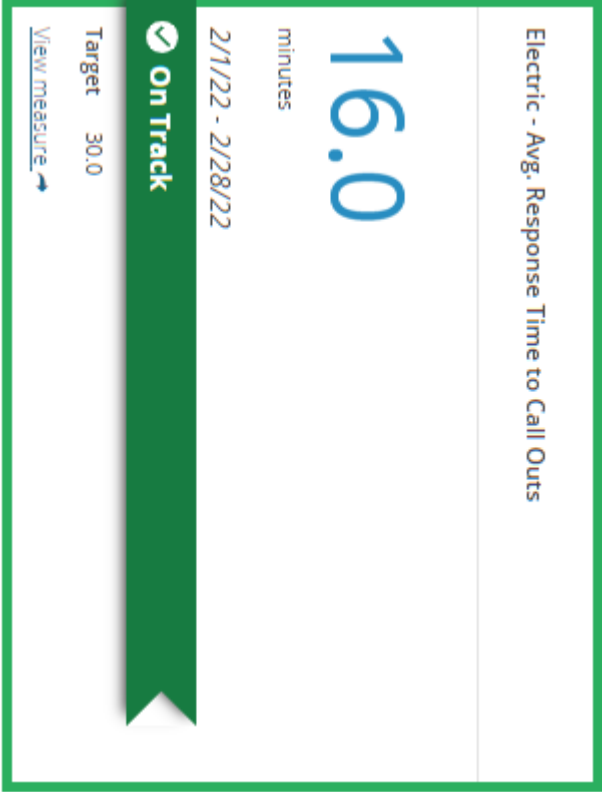 Electric - Avg. Response Time to Call Outs
16.0
minutes
2/1/22 - 2/28/22
On Track
Target 30.0
View measure